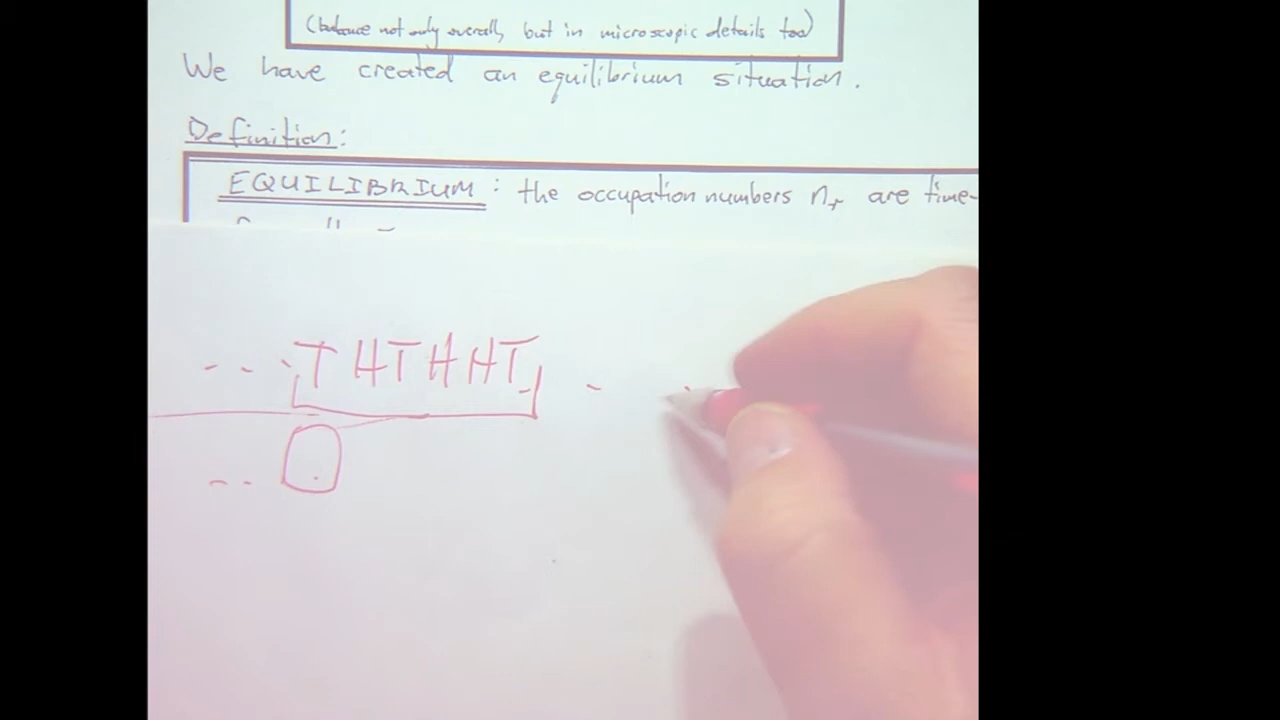 (balance not only overall, but in microscopic details too)
We have created an equilibrium situation.
Definition:
EQUILIBRIUM: the occupation numbers nᵣ are time-
... T H T H H T . . .
...